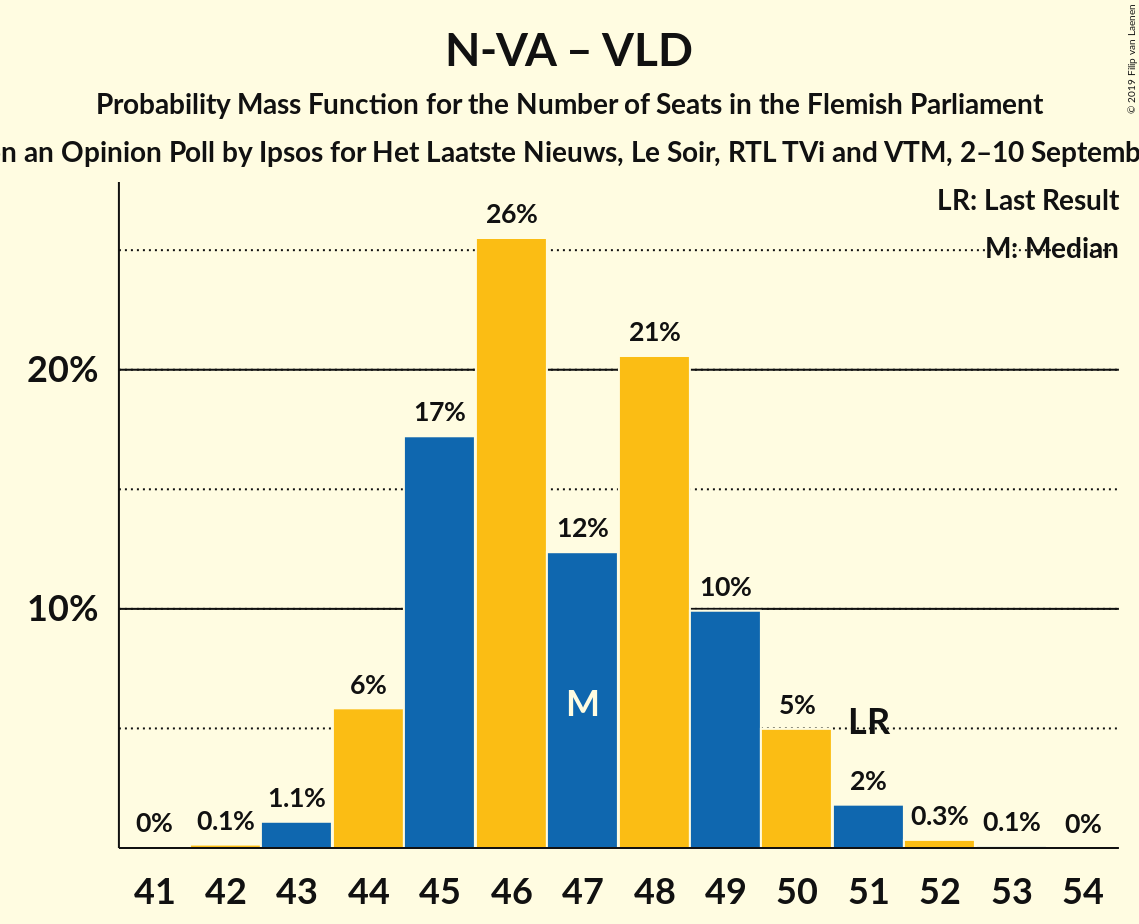 © 2019 Filip van Laenen
N-VA – VLD
Probability Mass Function for the Number of Seats in the Flemish Parliament
n an Opinion Poll by Ipsos for Het Laatste Nieuws, Le Soir, RTL TVi and VTM, 2–10 Septemb
LR: Last Result
M: Median
26%
21%
20%
17%
12%
10%
10%
6%
M
5%
LR
2%
1.1%
0%
0.1%
0.3%
0.1%
0%
41 42 43 44 45 46 47 48 49 50 51 52 53 54